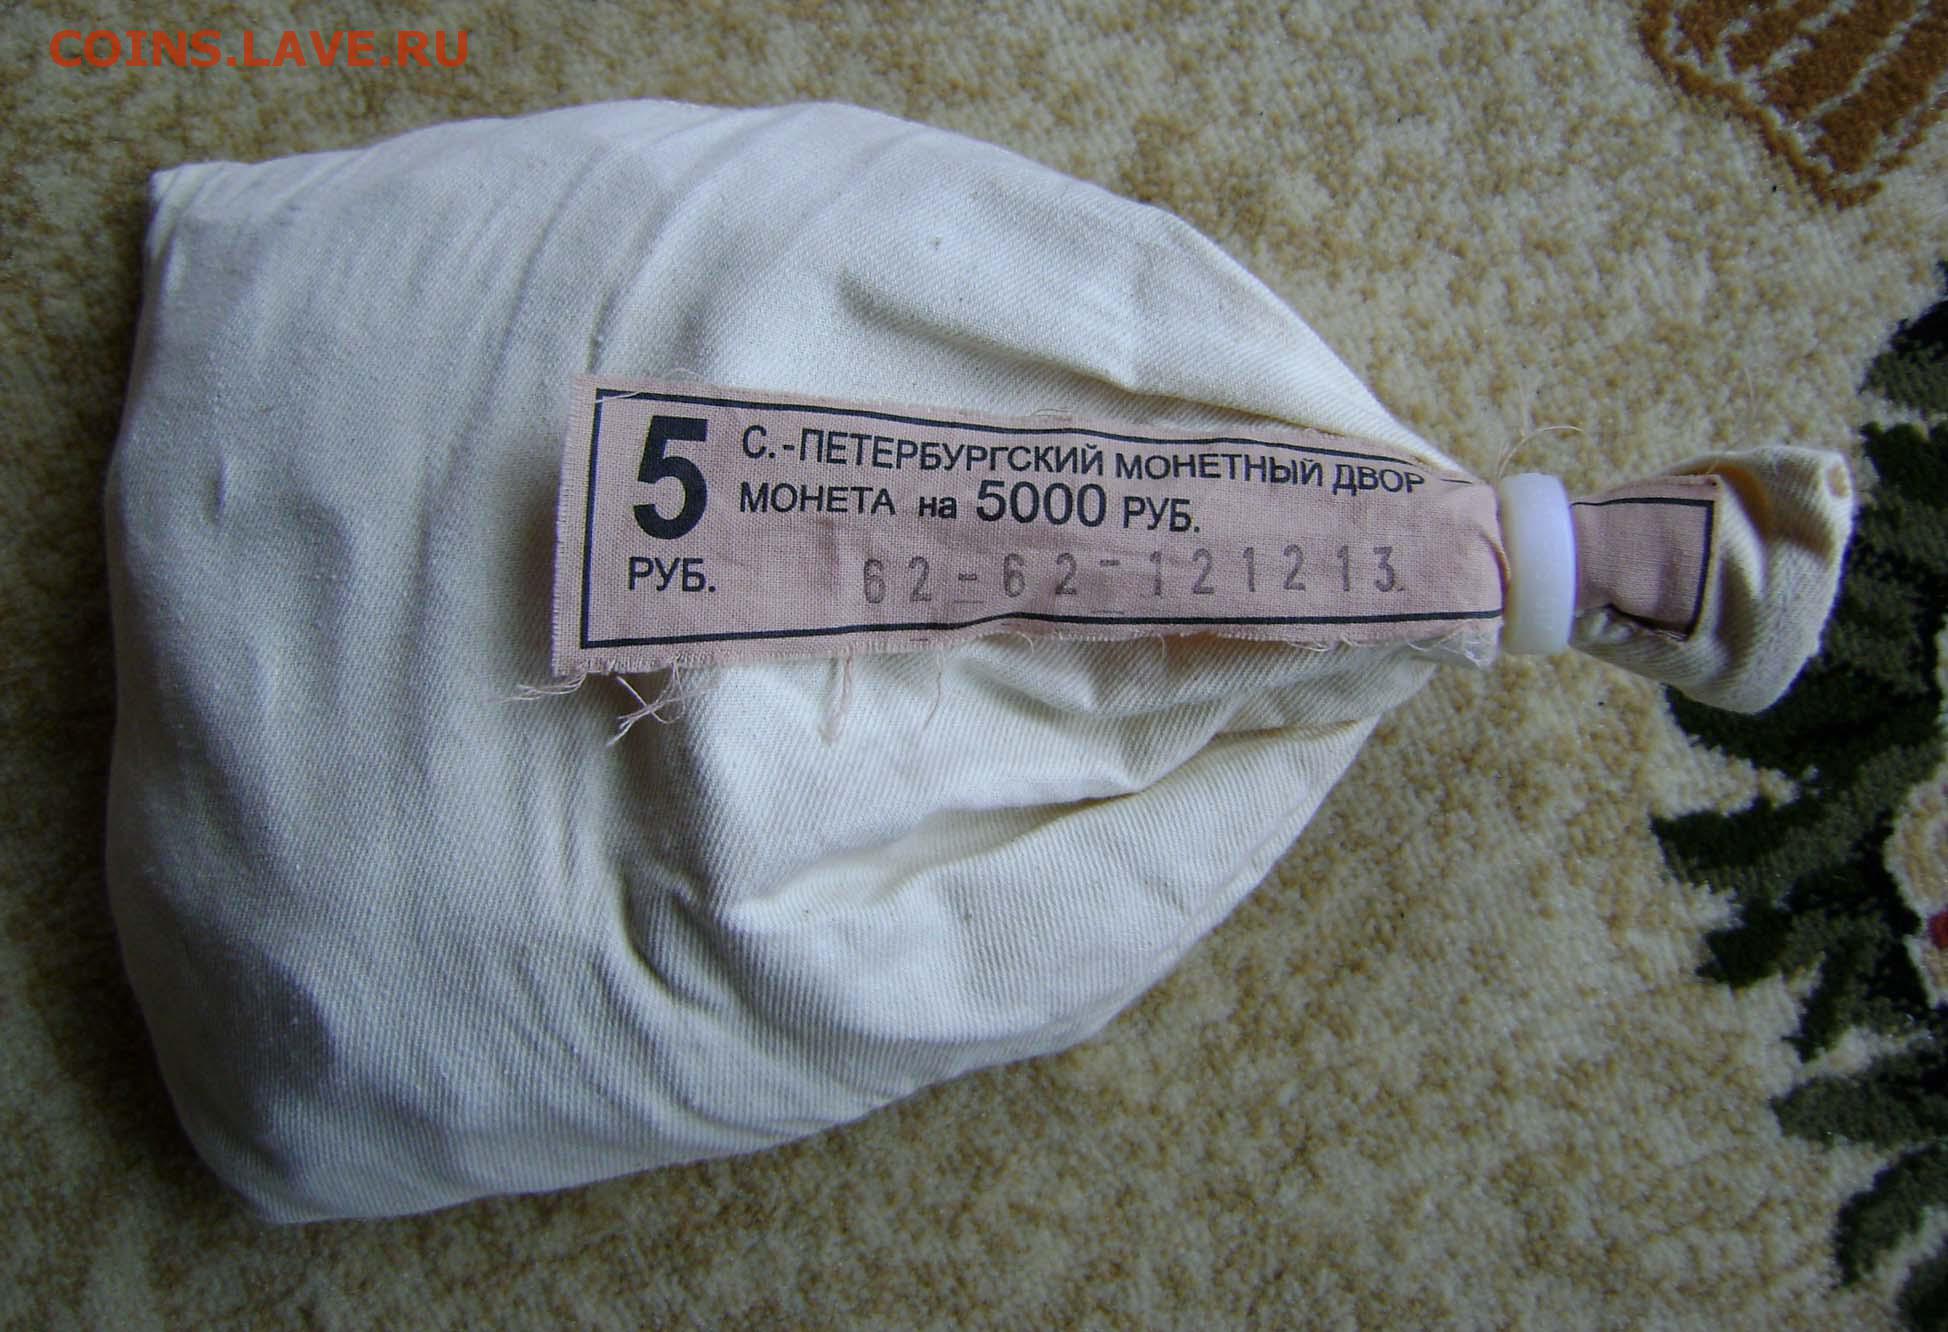 COINS.LAVE.RU
5
РУБ.
С.-ПЕТЕРБУРГСКИЙ МОНЕТНЫЙ ДВОР
МОНЕТА на 5000 РУБ.
62-62-121213